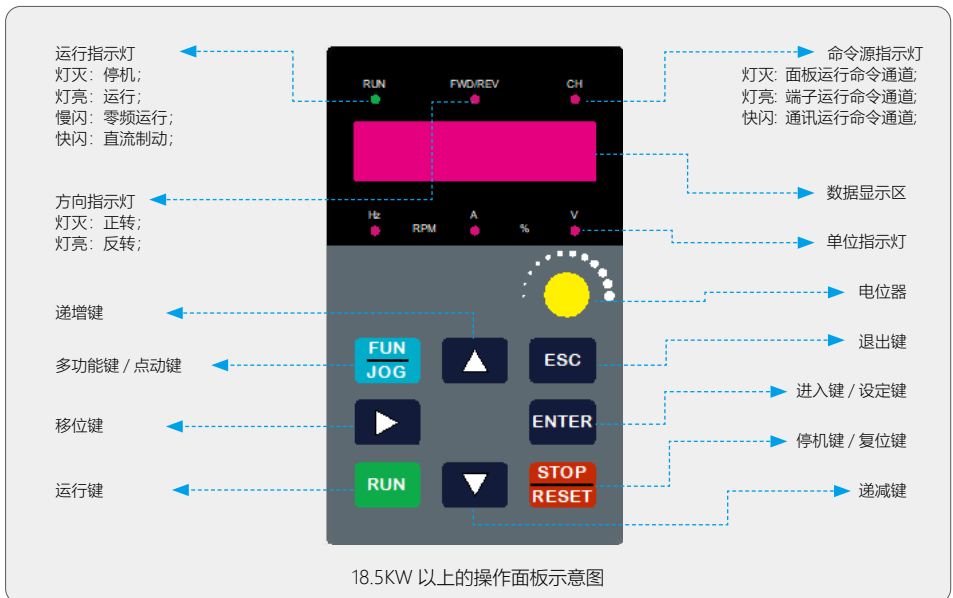 运行指示灯
灯灭：停机；
灯亮：运行；
慢闪：零频运行；
快闪：直流制动；
方向指示灯
灯灭：正转；
灯亮：反转；
递增键
多功能键 / 点动键
移位键
运行键
RUN FWD/REV CH
Hz RPM A % V
FUN
JOG
ESC
ENTER
RUN
STOP
RESET
命令源指示灯
灯灭：面板运行命令通道；
灯亮：端子运行命令通道；
快闪：通讯运行命令通道；
数据显示区
单位指示灯
电位器
退出键
进入键 / 设定键
停机键 / 复位键
递减键
18.5KW 以上的操作面板示意图